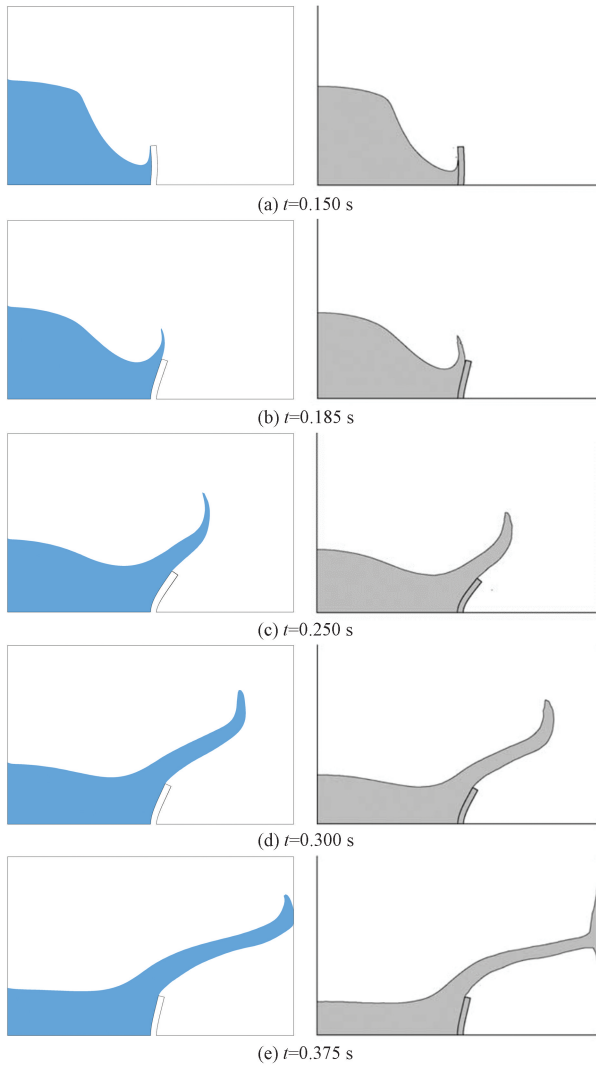 (a) t=0.150 s
(b) t=0.185 s
(c) t=0.250 s
(d) t=0.300 s
(e) t=0.375 s